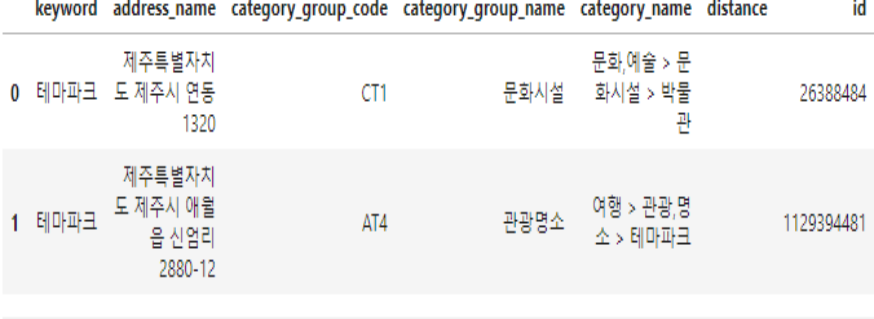 keyword address_name category_group_code category_group_name category_name distance id
0 테마파크 제주특별자치도 제주시 연동 1320 CT1 문화시설 문화,예술 > 문화시설 > 박물관 26388484
1 테마파크 제주특별자치도 제주시 애월읍 신엄리 2880-12 AT4 관광명소 여행 > 관광,명소 > 테마파크 1129394481